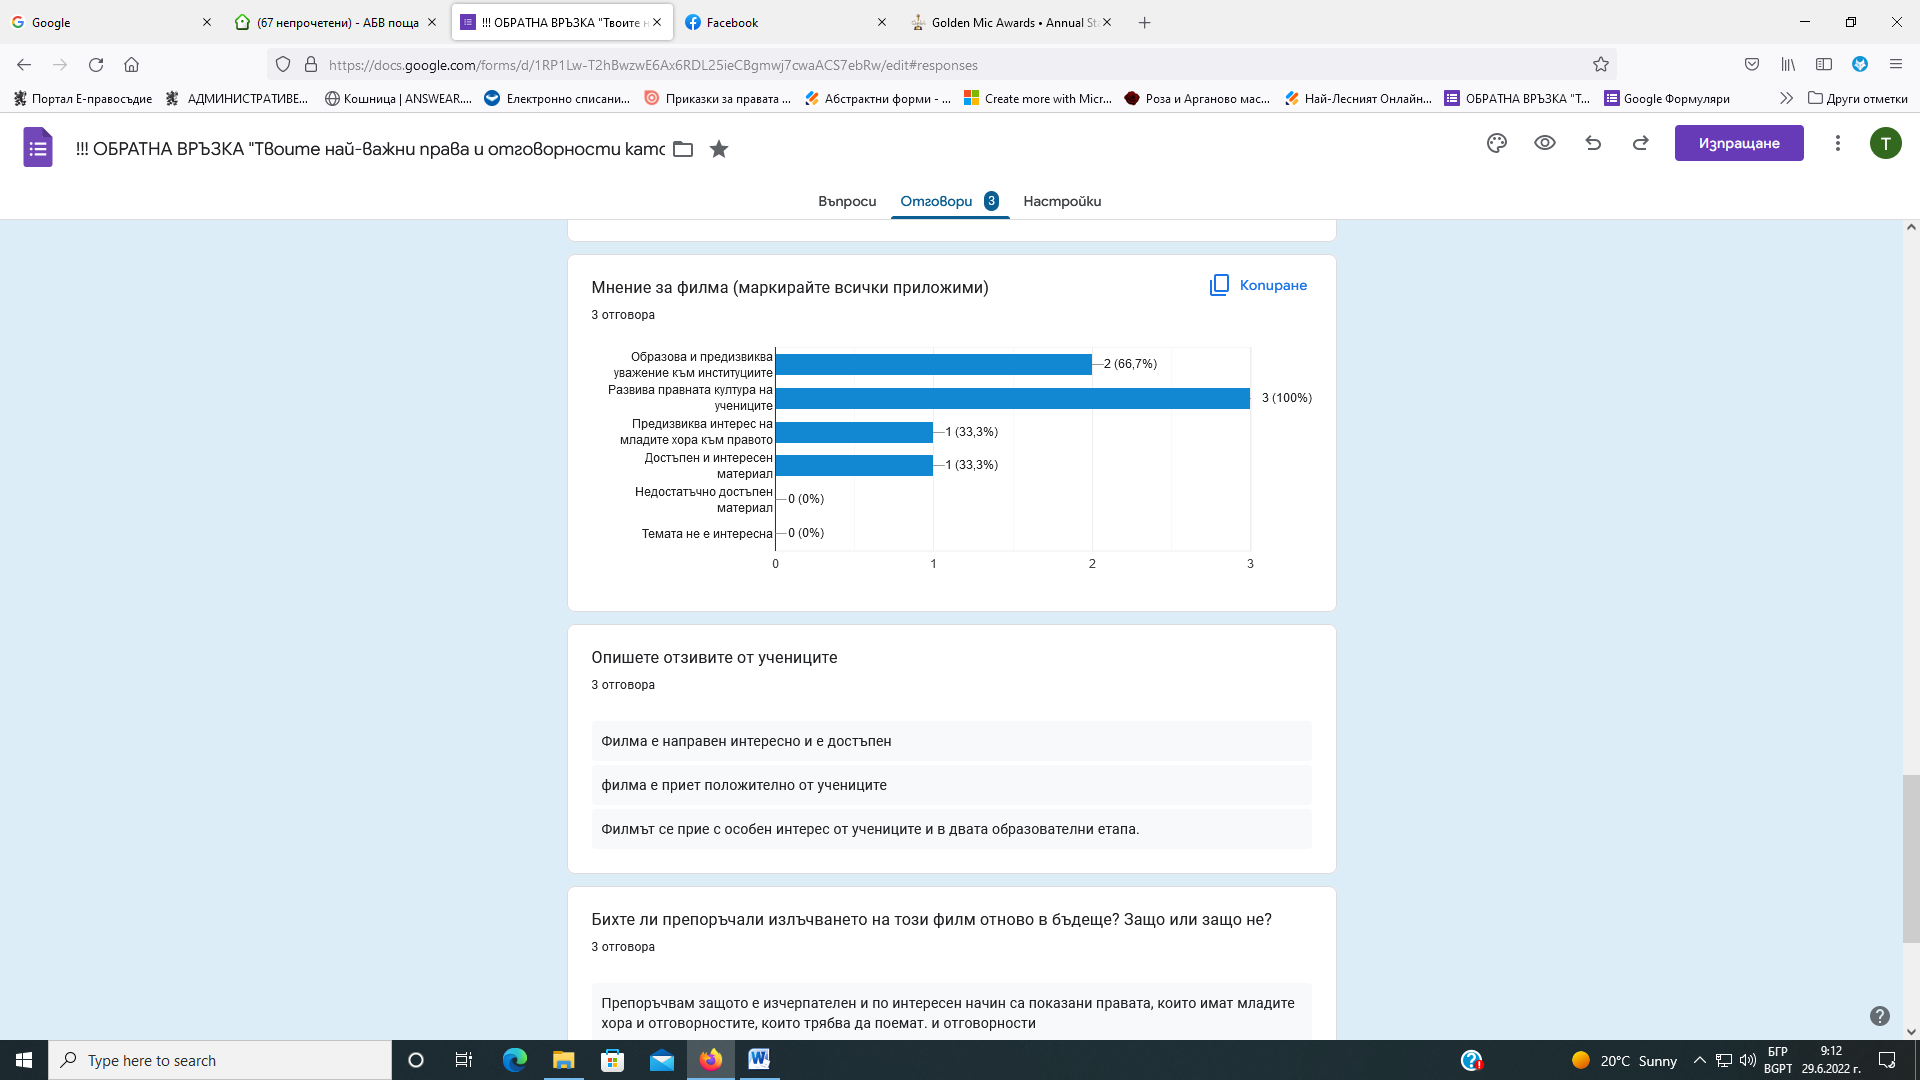 Google
(67 непрочетени) - АБВ поща
!!! ОБРАТНА ВРЪЗКА "Твоите н
Facebook
Golden Mic Awards • Annual St
https://docs.google.com/forms/d/1RP1Lw-T2hBwzwE6Ax6RDL25ieCBgmwj7cwaACS7ebRw/edit#responses
Портал Е-правосъдие
АДМИНИСТРАТИВЕ...
Кошница | ANSWEAR....
Електронно списани...
Приказки за правата ...
Абстрактни форми - ...
Create more with Micr...
Роза и Арганово мас...
Най-Лесният Онлайн...
ОБРАТНА ВРЪЗКА "Т...
Google Формуляри
Други отметки
!!! ОБРАТНА ВРЪЗКА "Твоите най-важни права и отговорности като
Изпращане
T
Въпроси
Отговори 3
Настройки
Мнение за филма (маркирайте всички приложими)
Копиране
3 отговора
Образова и предизвиква
уважение към институциите
2 (66,7%)
Развива правната култура на
учениците
3 (100%)
Предизвиква интерес на
младите хора към правото
1 (33,3%)
Достъпен и интересен
материал
1 (33,3%)
Недостатъчно достъпен
материал
0 (0%)
Темата не е интересна
0 (0%)
0 1 2 3
Опишете отзивите от учениците
3 отговора
Филма е направен интересно и е достъпен
филма е приет положително от учениците
Филмът се прие с особен интерес от учениците и в двата образователни етапа.
Бихте ли препоръчали излъчването на този филм отново в бъдеще? Защо или защо не?
3 отговора
Препоръчвам защото е изчерпателен и по интересен начин са показани правата, които имат младите
хора и отговорностите, които трябва да поемат. и отговорности
Type here to search
20°C Sunny
БГР
BGPT
9:12
29.6.2022 г.